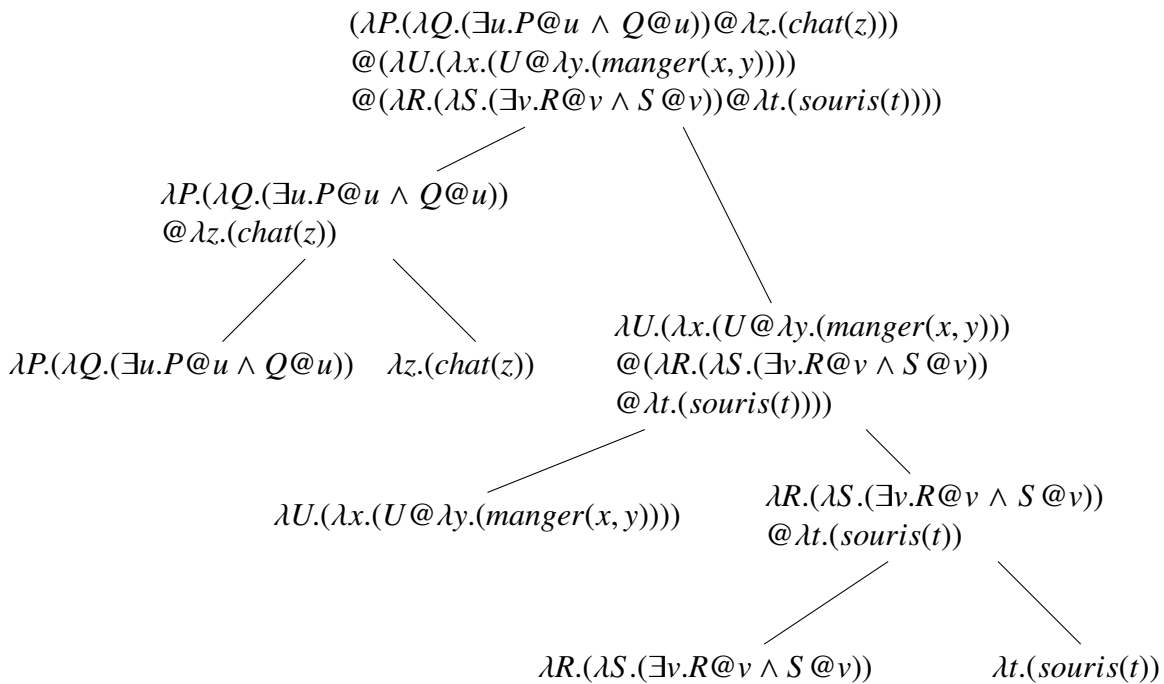 (λP.(λQ.(∃u.P@u ∧ Q@u))@λz.(chat(z)))
@(λU.(λx.(U@λy.(manger(x, y))))
@(λR.(λS.(∃v.R@v ∧ S@v))@λt.(souris(t))))
λP.(λQ.(∃u.P@u ∧ Q@u))
@λz.(chat(z))
λU.(λx.(U@λy.(manger(x, y)))
@(λR.(λS.(∃v.R@v ∧ S@v))
@λt.(souris(t))))
λP.(λQ.(∃u.P@u ∧ Q@u)) λz.(chat(z))
λU.(λx.(U@λy.(manger(x, y))))
λR.(λS.(∃v.R@v ∧ S@v))
@λt.(souris(t))
λR.(λS.(∃v.R@v ∧ S@v)) λt.(souris(t))